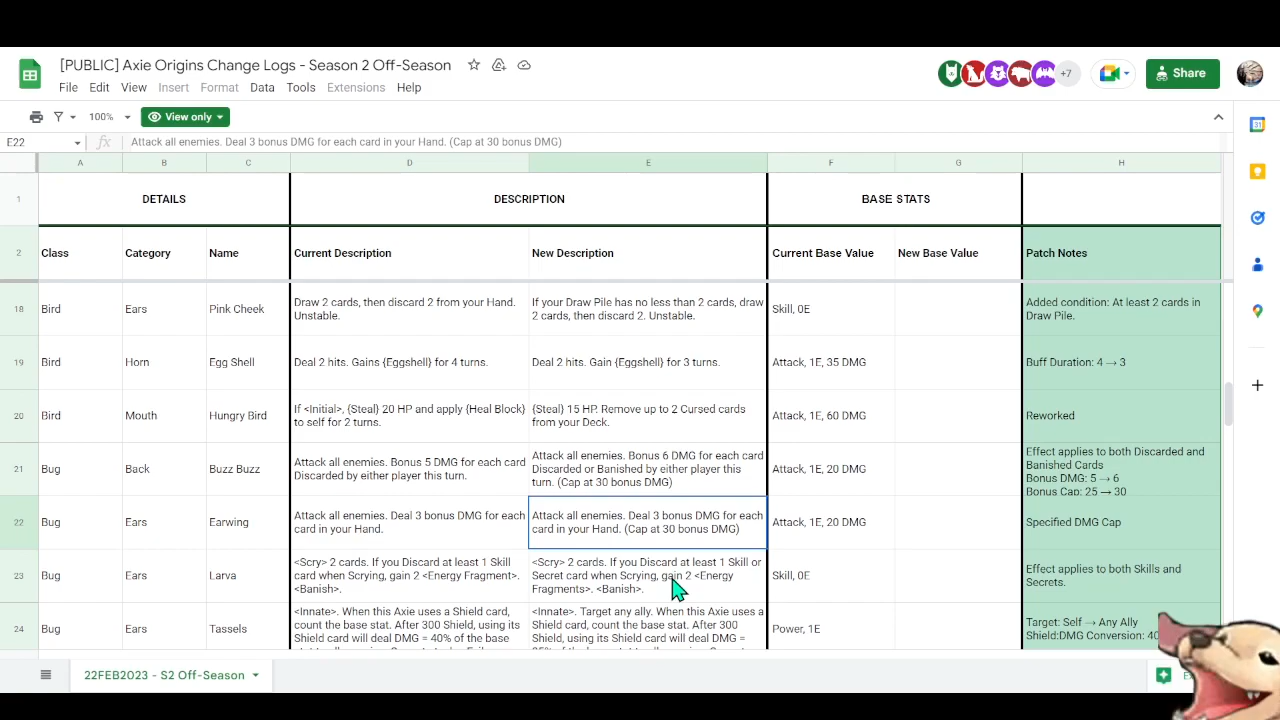 [PUBLIC] Axie Origins Change Logs - Season 2 Off-Season
+7
Share
File Edit View Insert Format Data Tools Extensions Help
100%
View only
E22
fx
Attack all enemies. Deal 3 bonus DMG for each card in your Hand. (Cap at 30 bonus DMG)
A B C D E F G H
1
DETAILS
DESCRIPTION
BASE STATS
2
Class
Category
Name
Current Description
New Description
Current Base Value
New Base Value
Patch Notes
18
Bird
Ears
Pink Cheek
Draw 2 cards, then discard 2 from your Hand.
Unstable.
If your Draw Pile has no less than 2 cards, draw
2 cards, then discard 2. Unstable.
Skill, 0E
Added condition: At least 2 cards in
Draw Pile.
19
Bird
Horn
Egg Shell
Deal 2 hits. Gains {Eggshell} for 4 turns.
Deal 2 hits. Gain {Eggshell} for 3 turns.
Attack, 1E, 35 DMG
Buff Duration: 4 → 3
20
Bird
Mouth
Hungry Bird
If <Initial>, {Steal} 20 HP and apply {Heal Block}
to self for 2 turns.
{Steal} 15 HP. Remove up to 2 Cursed cards
from your Deck.
Attack, 1E, 60 DMG
Reworked
21
Bug
Back
Buzz Buzz
Attack all enemies. Bonus 5 DMG for each card
Discarded by either player this turn.
Attack all enemies. Bonus 6 DMG for each card
Discarded or Banished by either player this
turn. (Cap at 30 bonus DMG)
Attack, 1E, 20 DMG
Effect applies to both Discarded and
Banished Cards
Bonus DMG: 5 → 6
Bonus Cap: 25 → 30
22
Bug
Ears
Earwing
Attack all enemies. Deal 3 bonus DMG for each
card in your Hand.
Attack all enemies. Deal 3 bonus DMG for each
card in your Hand. (Cap at 30 bonus DMG)
Attack, 1E, 20 DMG
Specified DMG Cap
23
Bug
Ears
Larva
<Scry> 2 cards. If you Discard at least 1 Skill
card when Scrying, gain 2 <Energy Fragment>.
<Banish>.
<Scry> 2 cards. If you Discard at least 1 Skill or
Secret card when Scrying, gain 2 <Energy
Fragments>. <Banish>.
Skill, 0E
Effect applies to both Skills and
Secrets.
24
Bug
Ears
Tassels
<Innate>. When this Axie uses a Shield card,
count the base stat. After 300 Shield, using its
Shield card will deal DMG = 40% of the base
<Innate>. Target any ally. When this Axie uses a
Shield card, count the base stat. After 300
Shield, using its Shield card will deal DMG =
Power, 1E
Target: Self → Any Ally
Shield:DMG Conversion: 40
22FEB2023 - S2 Off-Season